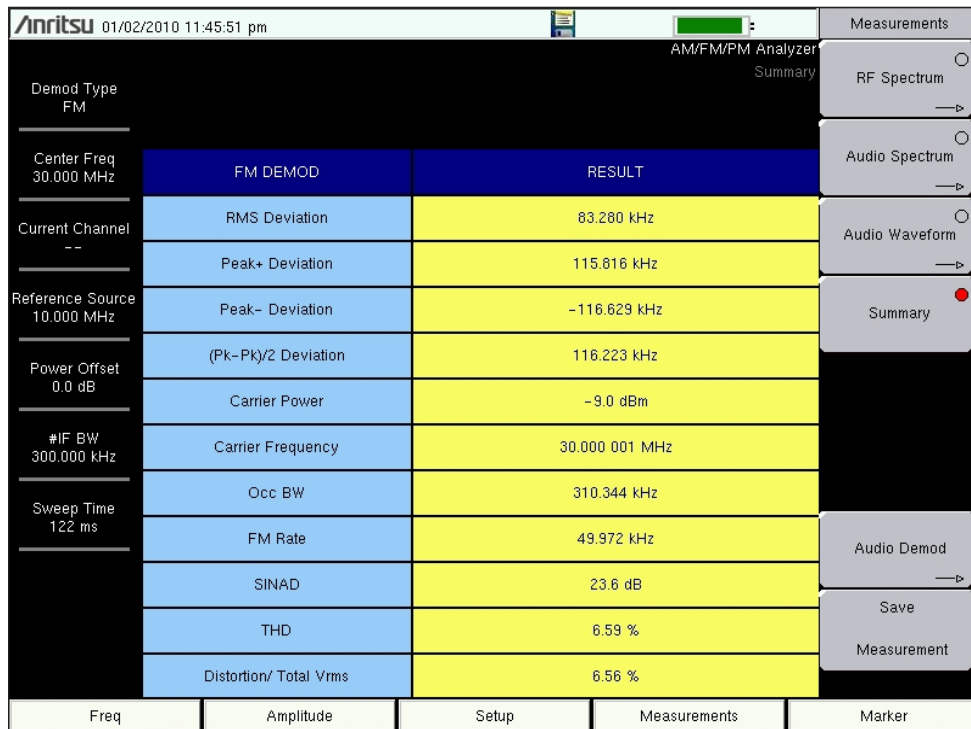 Anritsu 01/02/2010 11:45:51 pm
AM/FM/PM Analyzer
Summary
Demod Type
FM
Center Freq
30.000 MHz
Current Channel
--
Reference Source
10.000 MHz
Power Offset
0.0 dB
#IF BW
300.000 kHz
Sweep Time
122 ms
FM DEMOD RESULT
RMS Deviation 83.280 kHz
Peak+ Deviation 115.816 kHz
Peak- Deviation -116.629 kHz
(Pk-Pk)/2 Deviation 116.223 kHz
Carrier Power -9.0 dBm
Carrier Frequency 30.000 001 MHz
Occ BW 310.344 kHz
FM Rate 49.972 kHz
SINAD 23.6 dB
THD 6.59 %
Distortion/ Total Vrms 6.56 %
Measurements
RF Spectrum
Audio Spectrum
Audio Waveform
Summary
Audio Demod
Save
Measurement
Freq Amplitude Setup Measurements Marker